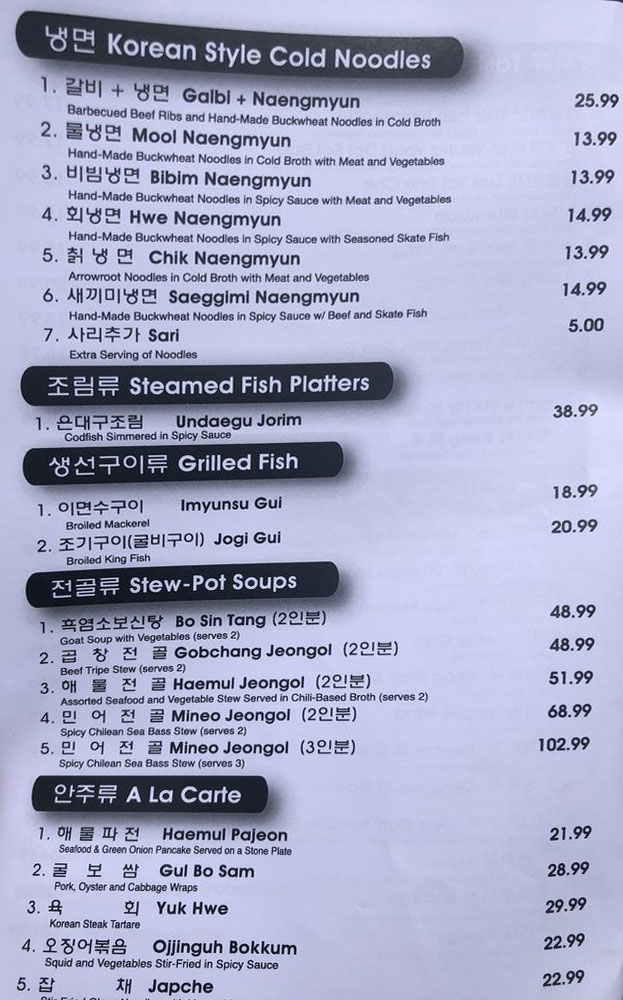 냉면 Korean Style Cold Noodles
1. 갈비 + 냉면 Galbi + Naengmyun 25.99
Barbecued Beef Ribs and Hand-Made Buckwheat Noodles in Cold Broth
2. 물냉면 Mool Naengmyun 13.99
Hand-Made Buckwheat Noodles in Cold Broth with Meat and Vegetables
3. 비빔냉면 Bibim Naengmyun 13.99
Hand-Made Buckwheat Noodles in Spicy Sauce with Meat and Vegetables
4. 회냉면 Hwe Naengmyun 14.99
Hand-Made Buckwheat Noodles in Spicy Sauce with Seasoned Skate Fish
5. 칡 냉 면 Chik Naengmyun 13.99
Arrowroot Noodles in Cold Broth with Meat and Vegetables
6. 새끼미냉면 Saeggimi Naengmyun 14.99
Hand-Made Buckwheat Noodles in Spicy Sauce w/ Beef and Skate Fish
7. 사리추가 Sari 5.00
Extra Serving of Noodles
조림류 Steamed Fish Platters
1. 은대구조림 Undaegu Jorim 38.99
Codfish Simmered in Spicy Sauce
생선구이류 Grilled Fish
1. 이면수구이 Imyunsu Gui 18.99
Broiled Mackerel
2. 조기구이(굴비구이) Jogi Gui 20.99
Broiled King Fish
전골류 Stew-Pot Soups
1. 흑염소보신탕 Bo Sin Tang (2인분) 48.99
Goat Soup with Vegetables (serves 2)
2. 곱 창 전 골 Gobchang Jeongol (2인분) 48.99
Beef Tripe Stew (serves 2)
3. 해 물 전 골 Haemul Jeongol (2인분) 51.99
Assorted Seafood and Vegetable Stew Served in Chili-Based Broth (serves 2)
4. 민 어 전 골 Mineo Jeongol (2인분) 68.99
Spicy Chilean Sea Bass Stew (serves 2)
5. 민 어 전 골 Mineo Jeongol (3인분) 102.99
Spicy Chilean Sea Bass Stew (serves 3)
안주류 A La Carte
1. 해 물 파 전 Haemul Pajeon 21.99
Seafood & Green Onion Pancake Served on a Stone Plate
2. 굴 보 쌈 Gul Bo Sam 28.99
Pork, Oyster and Cabbage Wraps
3. 육 회 Yuk Hwe 29.99
Korean Steak Tartare
4. 오징어볶음 Ojjinguh Bokkum 22.99
Squid and Vegetables Stir-Fried in Spicy Sauce
5. 잡 채 Japche 22.99